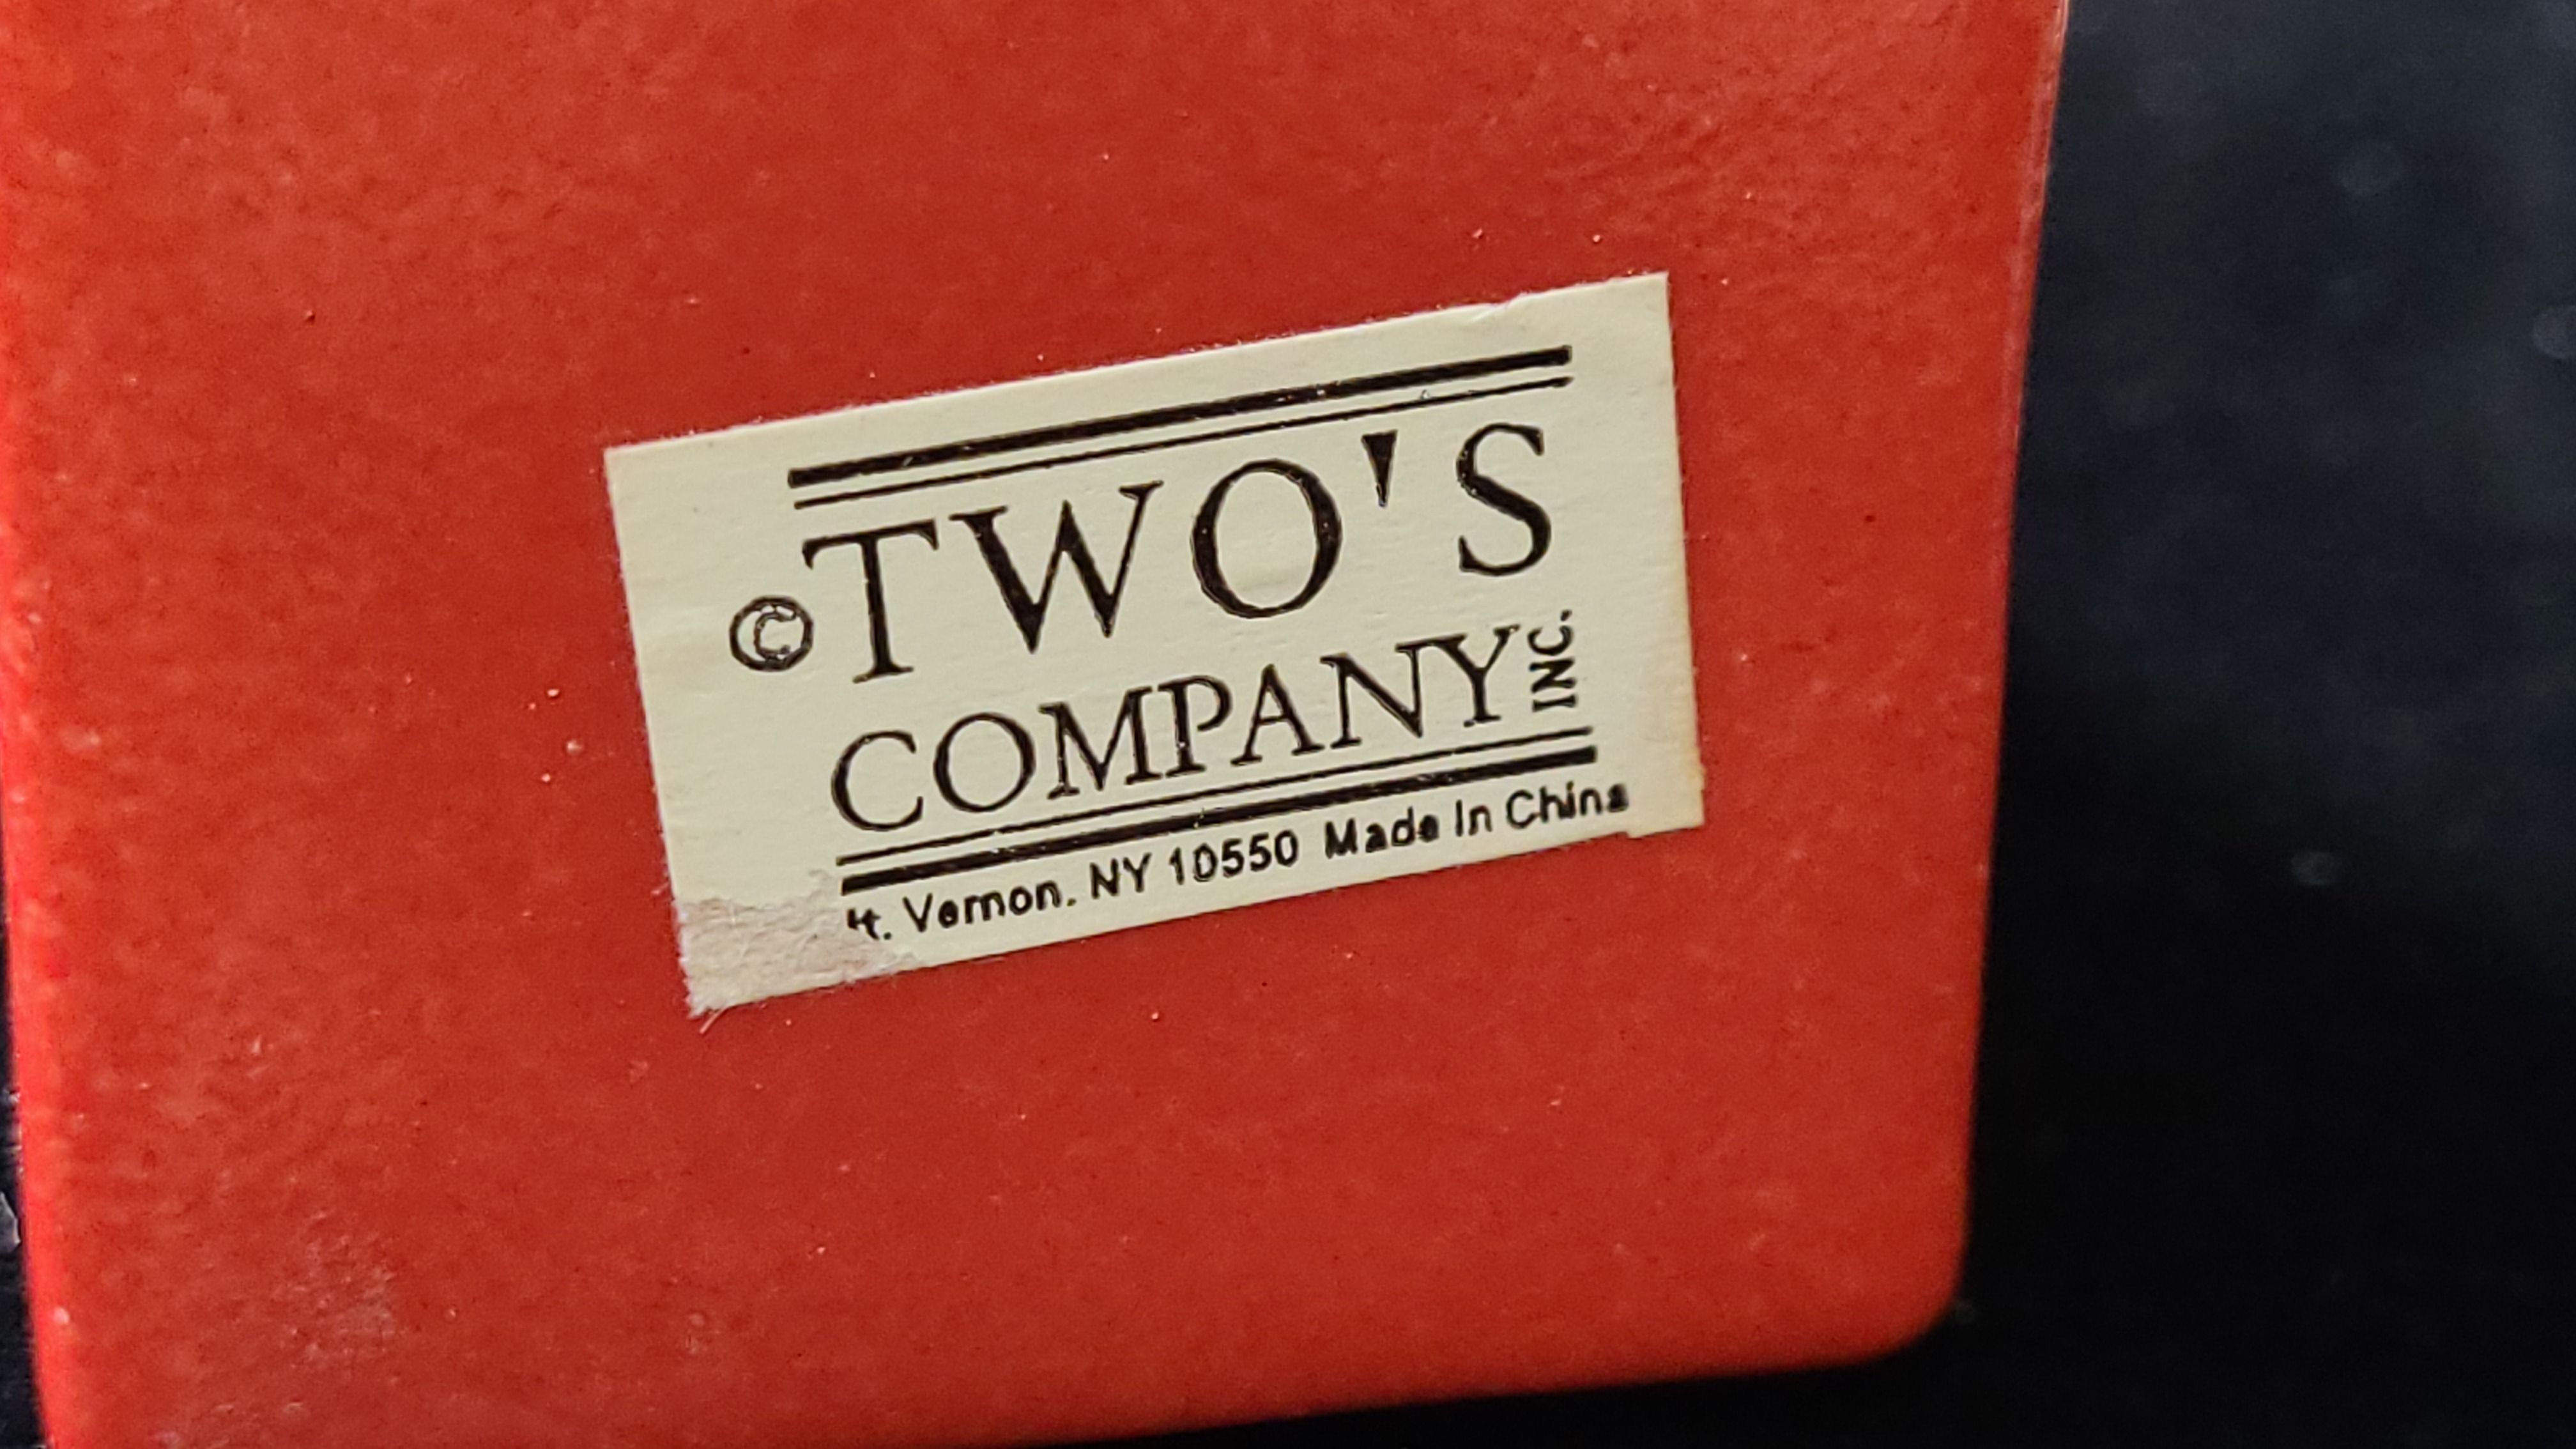 © TWO'S
COMPANY INC.
t. Vernon, NY 10550 Made In China